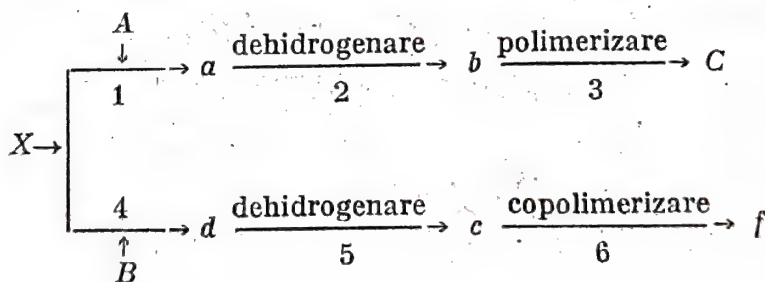 A
↓
→ a dehidrogenare → b polimerizare → C
1 2 3
X→
4 → d dehidrogenare → c copolimerizare → f
↑ 5 6
B